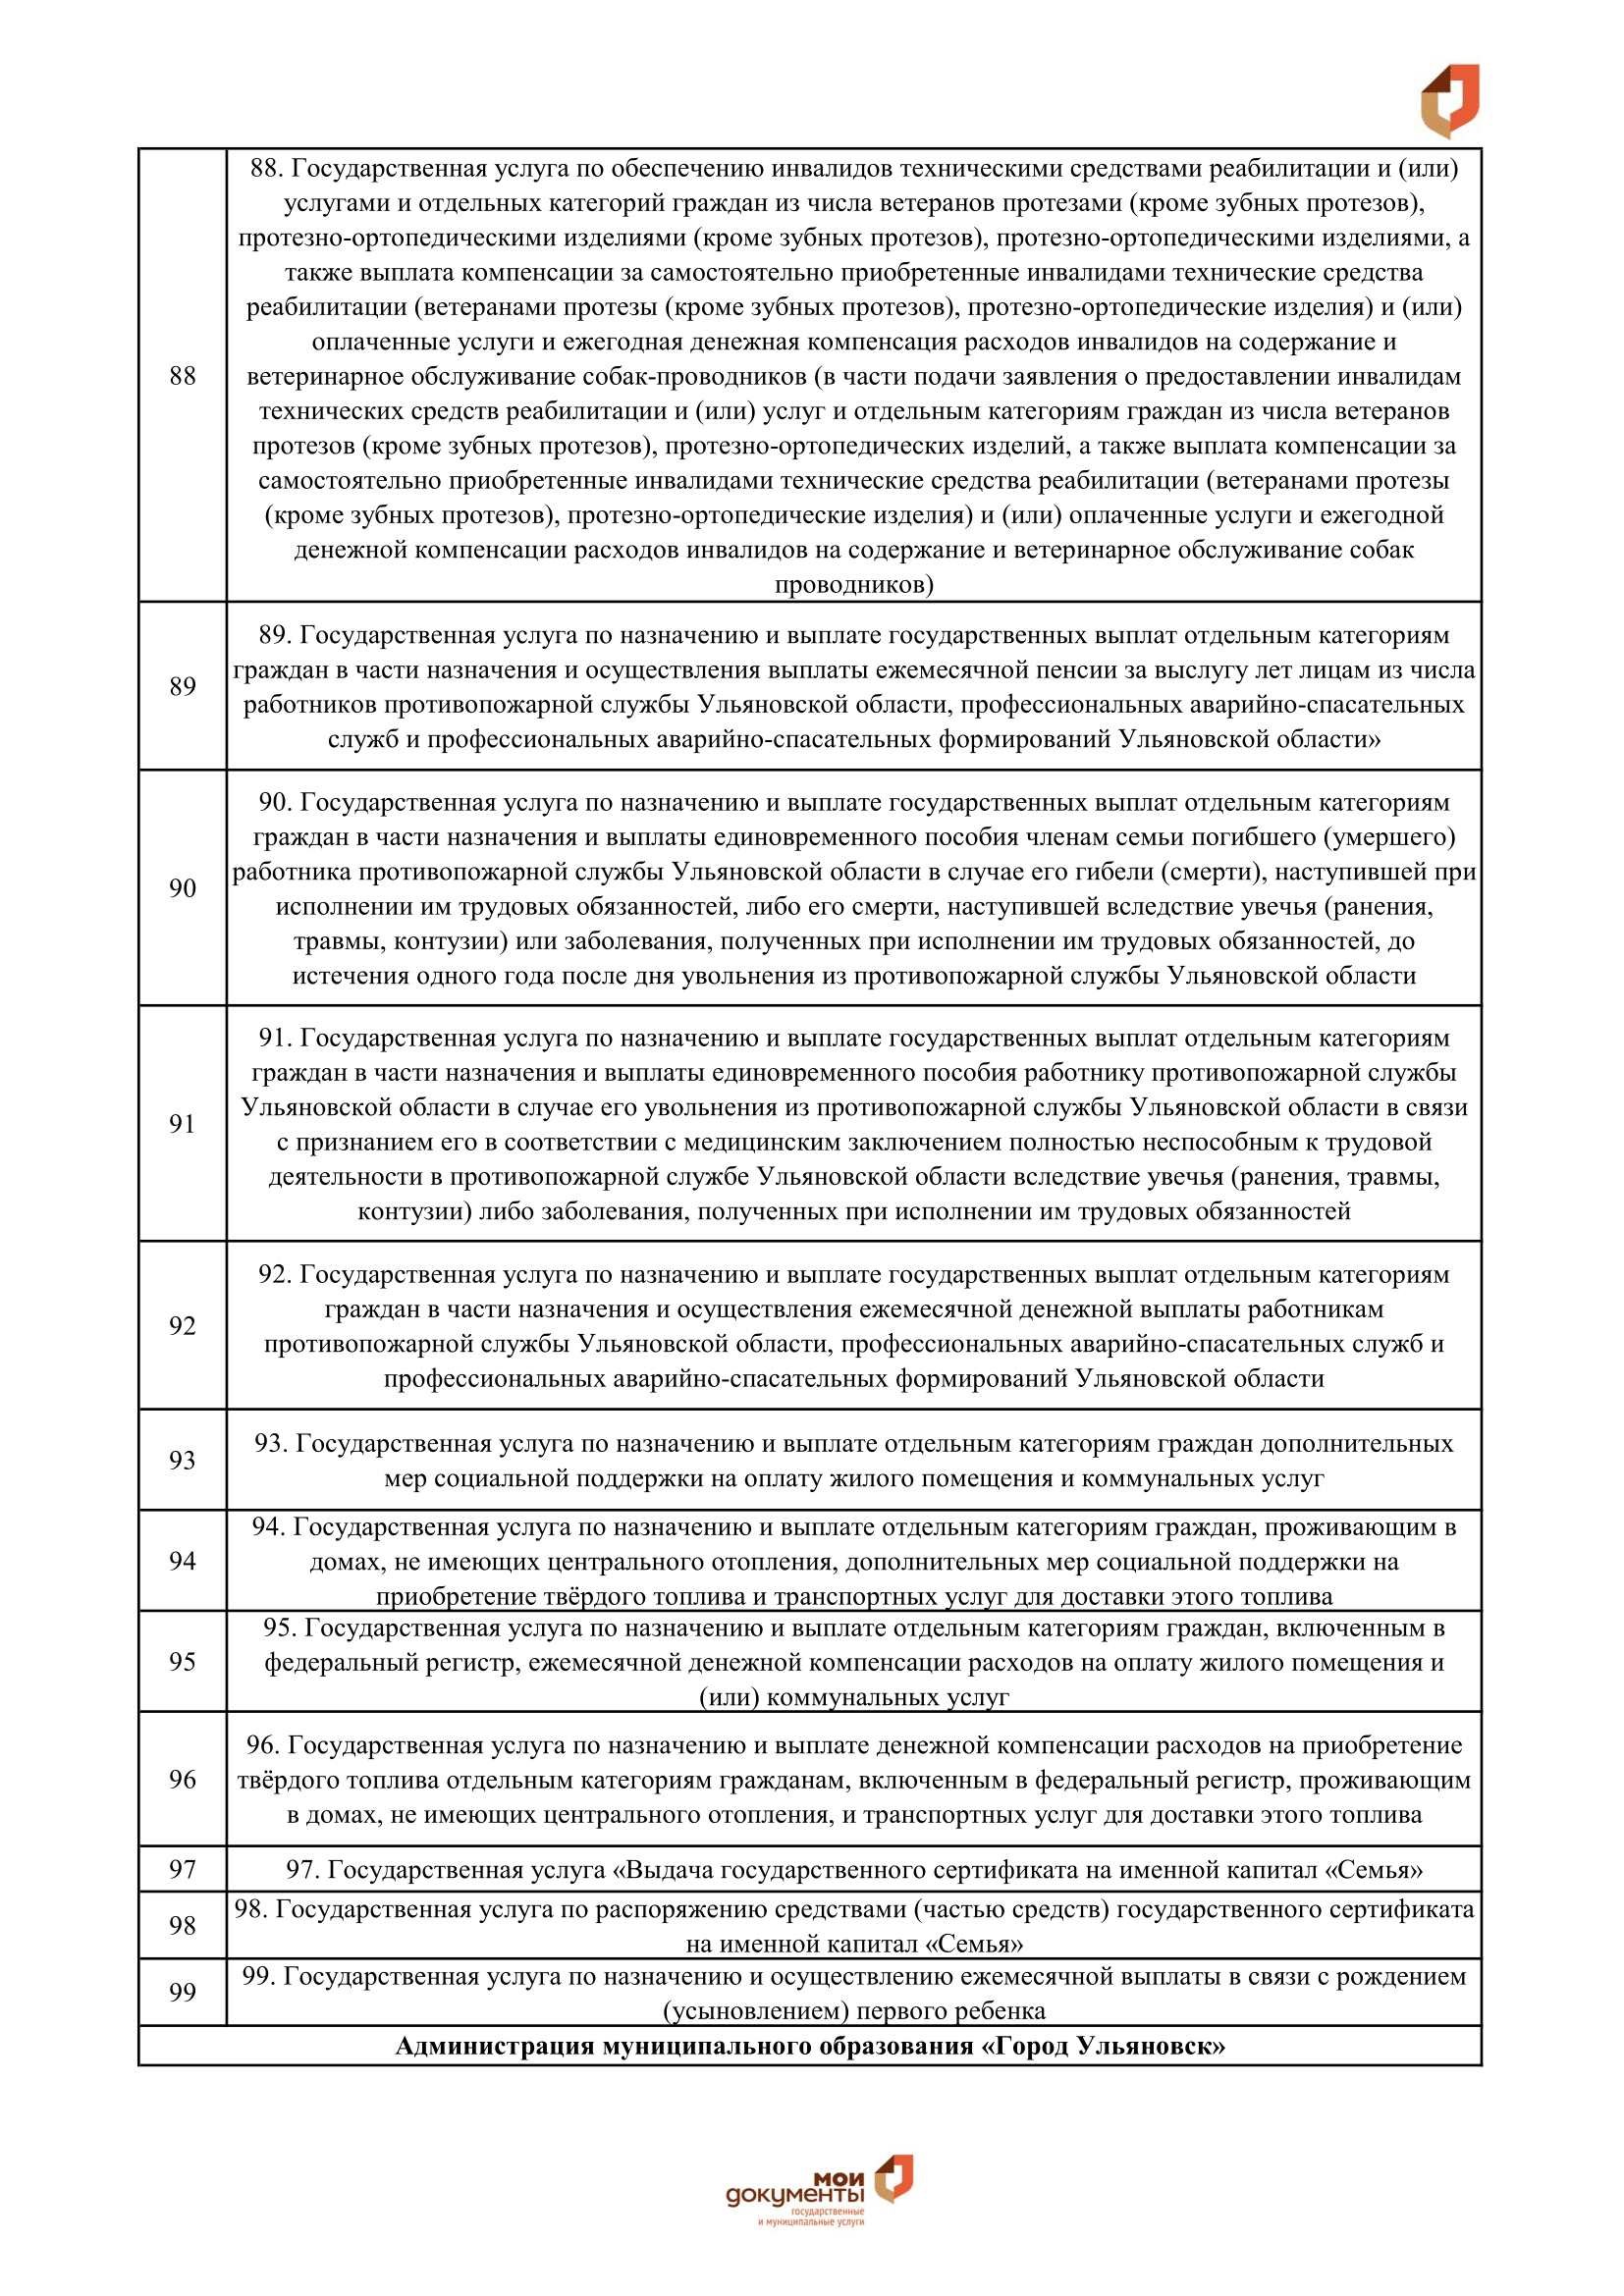 88
88. Государственная услуга по обеспечению инвалидов техническими средствами реабилитации и (или)
услугами и отдельных категорий граждан из числа ветеранов протезами (кроме зубных протезов),
протезно-ортопедическими изделиями (кроме зубных протезов), протезно-ортопедическими изделиями, а
также выплата компенсации за самостоятельно приобретенные инвалидами технические средства
реабилитации (ветеранами протезы (кроме зубных протезов), протезно-ортопедические изделия) и (или)
оплаченные услуги и ежегодная денежная компенсация расходов инвалидов на содержание и
ветеринарное обслуживание собак-проводников (в части подачи заявления о предоставлении инвалидам
технических средств реабилитации и (или) услуг и отдельным категориям граждан из числа ветеранов
протезов (кроме зубных протезов), протезно-ортопедических изделий, а также выплата компенсации за
самостоятельно приобретенные инвалидами технические средства реабилитации (ветеранами протезы
(кроме зубных протезов), протезно-ортопедические изделия) и (или) оплаченные услуги и ежегодной
денежной компенсации расходов инвалидов на содержание и ветеринарное обслуживание собак
проводников)
89
89. Государственная услуга по назначению и выплате государственных выплат отдельным категориям
граждан в части назначения и осуществления выплаты ежемесячной пенсии за выслугу лет лицам из числа
работников противопожарной службы Ульяновской области, профессиональных аварийно-спасательных
служб и профессиональных аварийно-спасательных формирований Ульяновской области»
90
90. Государственная услуга по назначению и выплате государственных выплат отдельным категориям
граждан в части назначения и выплаты единовременного пособия членам семьи погибшего (умершего)
работника противопожарной службы Ульяновской области в случае его гибели (смерти), наступившей при
исполнении им трудовых обязанностей, либо его смерти, наступившей вследствие увечья (ранения,
травмы, контузии) или заболевания, полученных при исполнении им трудовых обязанностей, до
истечения одного года после дня увольнения из противопожарной службы Ульяновской области
91
91. Государственная услуга по назначению и выплате государственных выплат отдельным категориям
граждан в части назначения и выплаты единовременного пособия работнику противопожарной службы
Ульяновской области в случае его увольнения из противопожарной службы Ульяновской области в связи
с признанием его в соответствии с медицинским заключением полностью неспособным к трудовой
деятельности в противопожарной службе Ульяновской области вследствие увечья (ранения, травмы,
контузии) либо заболевания, полученных при исполнении им трудовых обязанностей
92
92. Государственная услуга по назначению и выплате государственных выплат отдельным категориям
граждан в части назначения и осуществления ежемесячной денежной выплаты работникам
противопожарной службы Ульяновской области, профессиональных аварийно-спасательных служб и
профессиональных аварийно-спасательных формирований Ульяновской области
93
93. Государственная услуга по назначению и выплате отдельным категориям граждан дополнительных
мер социальной поддержки на оплату жилого помещения и коммунальных услуг
94
94. Государственная услуга по назначению и выплате отдельным категориям граждан, проживающим в
домах, не имеющих центрального отопления, дополнительных мер социальной поддержки на
приобретение твёрдого топлива и транспортных услуг для доставки этого топлива
95
95. Государственная услуга по назначению и выплате отдельным категориям граждан, включенным в
федеральный регистр, ежемесячной денежной компенсации расходов на оплату жилого помещения и
(или) коммунальных услуг
96
96. Государственная услуга по назначению и выплате денежной компенсации расходов на приобретение
твёрдого топлива отдельным категориям гражданам, включенным в федеральный регистр, проживающим
в домах, не имеющих центрального отопления, и транспортных услуг для доставки этого топлива
97
97. Государственная услуга «Выдача государственного сертификата на именной капитал «Семья»
98
98. Государственная услуга по распоряжению средствами (частью средств) государственного сертификата
на именной капитал «Семья»
99
99. Государственная услуга по назначению и осуществлению ежемесячной выплаты в связи с рождением
(усыновлением) первого ребенка
Администрация муниципального образования «Город Ульяновск»
мои
документы
государственные
и муниципальные услуги